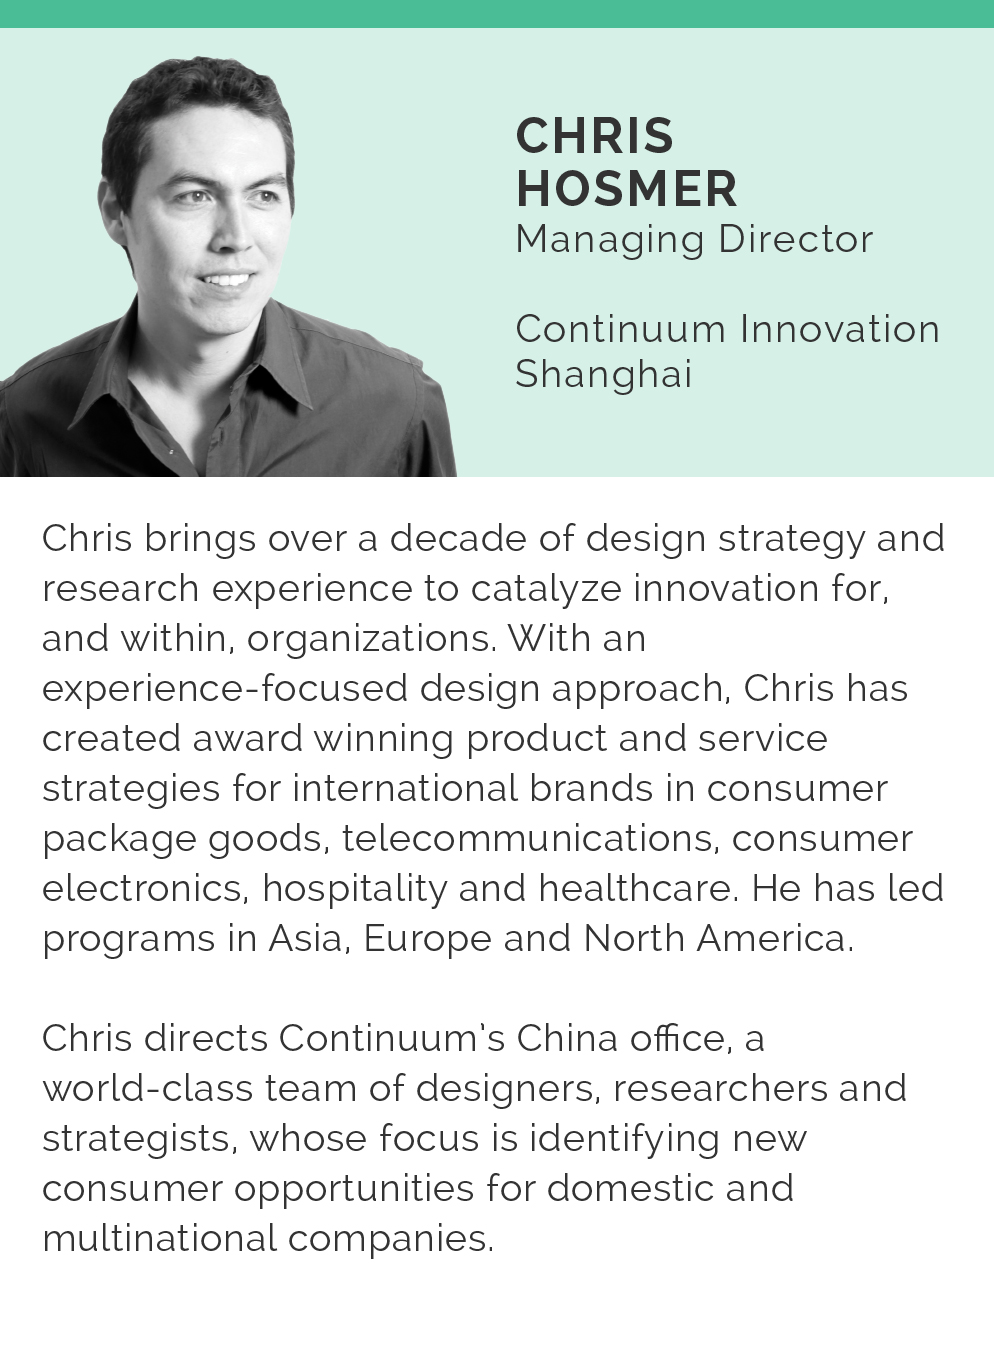 CHRIS
HOSMER
Managing Director
Continuum Innovation
Shanghai
Chris brings over a decade of design strategy and
research experience to catalyze innovation for,
and within, organizations. With an
experience-focused design approach, Chris has
created award winning product and service
strategies for international brands in consumer
package goods, telecommunications, consumer
electronics, hospitality and healthcare. He has led
programs in Asia, Europe and North America.
Chris directs Continuum's China office, a
world-class team of designers, researchers and
strategists, whose focus is identifying new
consumer opportunities for domestic and
multinational companies.